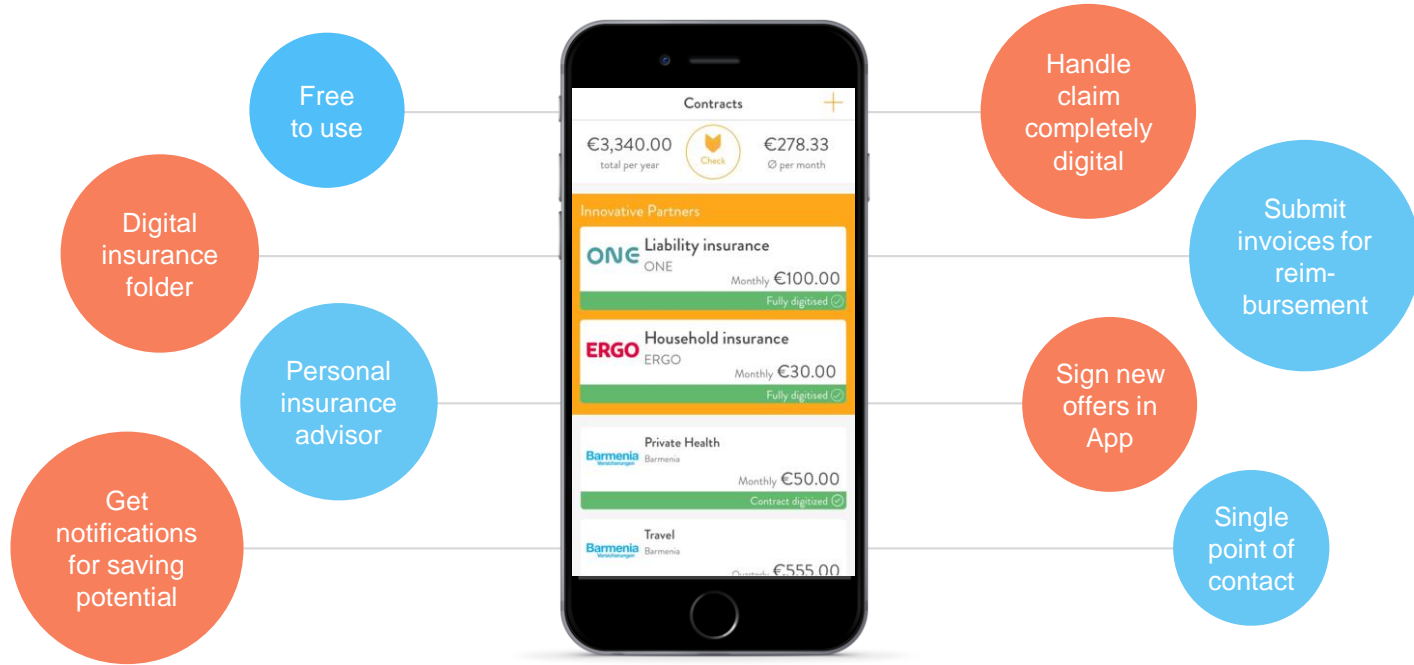 Free
to use
Digital
insurance
folder
Personal
insurance
advisor
Get
notifications
for saving
potential
Contracts
€3,340.00
total per year
Check
€278.33
Ø per month
Innovative Partners
ONE
Liability insurance
ONE
Monthly €100.00
Fully digitised
ERGO
Household insurance
ERGO
Monthly €30.00
Fully digitised
Barmenia
Versicherungen
Private Health
Barmenia
Monthly €50.00
Contract digitized
Barmenia
Versicherungen
Travel
Barmenia
Quarterly €555.00
Handle
claim
completely
digital
Submit
invoices for
reim-
bursement
Sign new
offers in
App
Single
point of
contact